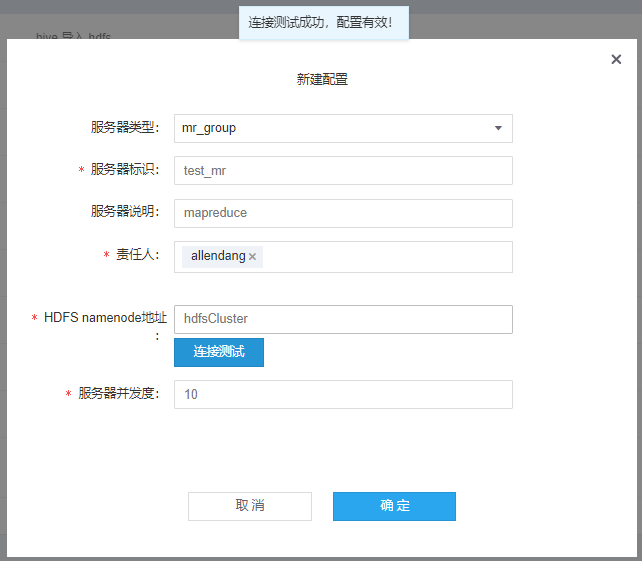 连接测试成功，配置有效！
hive 导入 hdfs
×
新建配置
服务器类型： mr_group
* 服务器标识： test_mr
服务器说明： mapreduce
* 责任人： allendang ×
* HDFS namenode地址： hdfsCluster
连接测试
* 服务器并发度： 10
取 消 确 定